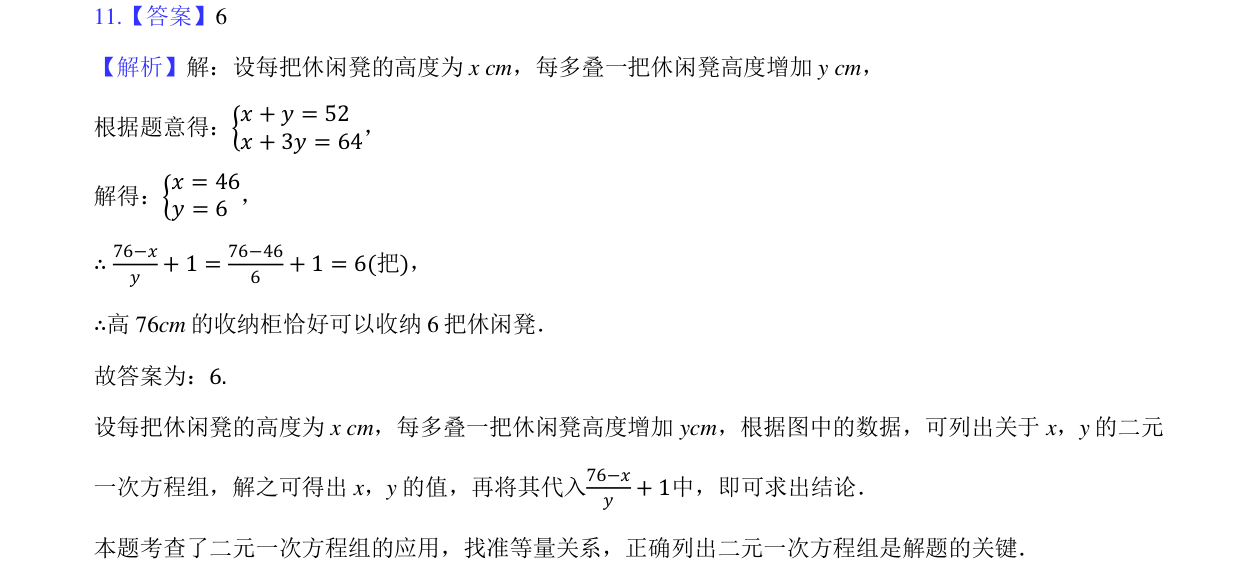 11.【答案】6
【解析】解：设每把休闲凳的高度为 x cm，每多叠一把休闲凳高度增加 y cm，
根据题意得：{x + y = 52
x + 3y = 64，
解得：{x = 46
y = 6，
∴ (76−x)/y + 1 = (76−46)/6 + 1 = 6(把)，
∴高 76cm 的收纳柜恰好可以收纳 6 把休闲凳．
故答案为：6.
设每把休闲凳的高度为 x cm，每多叠一把休闲凳高度增加 ycm，根据图中的数据，可列出关于 x，y 的二元
一次方程组，解之可得出 x，y 的值，再将其代入(76−x)/y + 1中，即可求出结论．
本题考查了二元一次方程组的应用，找准等量关系，正确列出二元一次方程组是解题的关键．